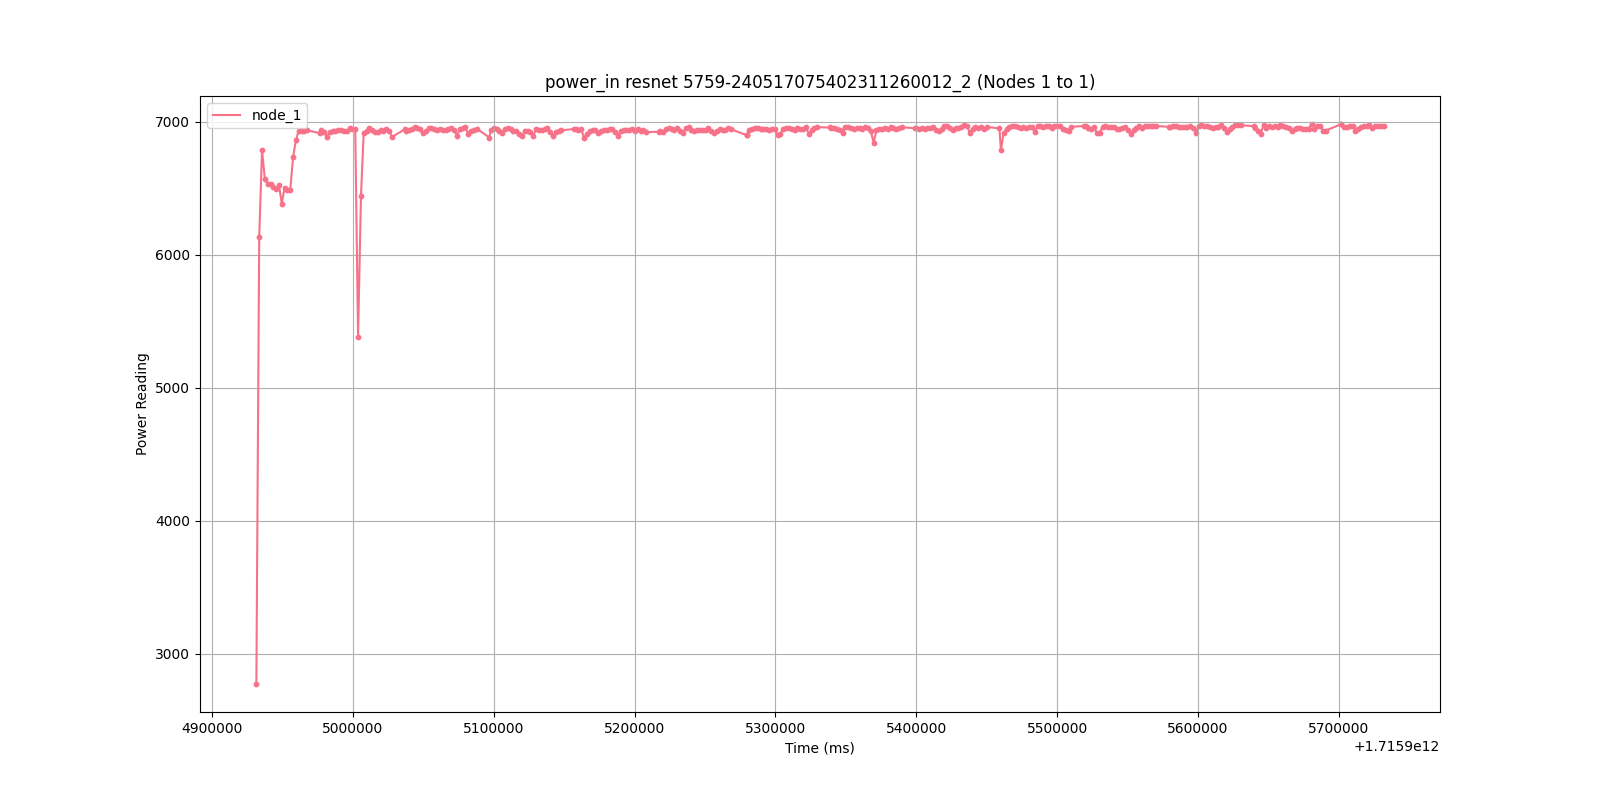 power_in resnet 5759-240517075402311260012_2 (Nodes 1 to 1)
node_1
7000
6000
5000
4000
3000
Power Reading
4900000 5000000 5100000 5200000 5300000 5400000 5500000 5600000 5700000
Time (ms)
+1.7159e12